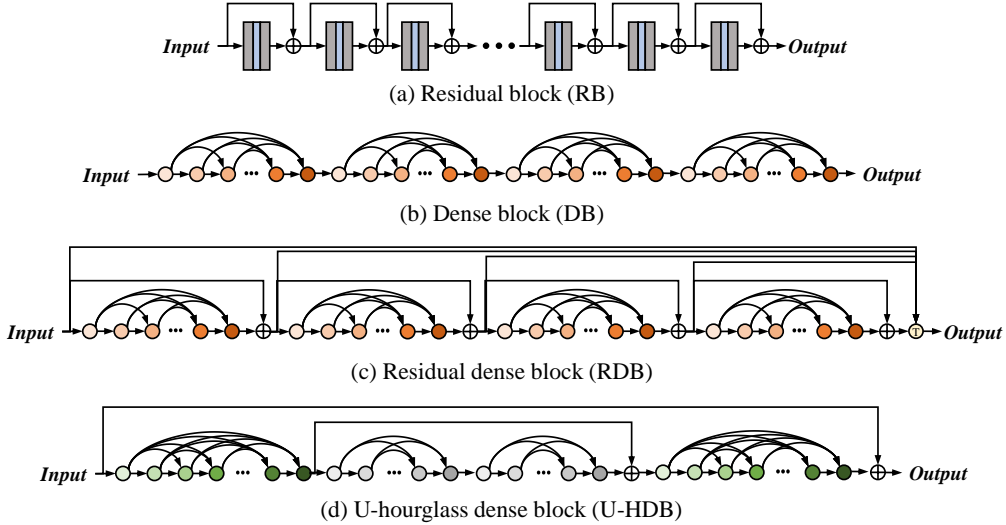 Input Output
(a) Residual block (RB)
Input Output
(b) Dense block (DB)
Input T Output
(c) Residual dense block (RDB)
Input Output
(d) U-hourglass dense block (U-HDB)